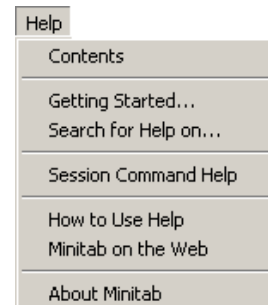 Help
Contents
Getting Started...
Search for Help on...
Session Command Help
How to Use Help
Minitab on the Web
About Minitab